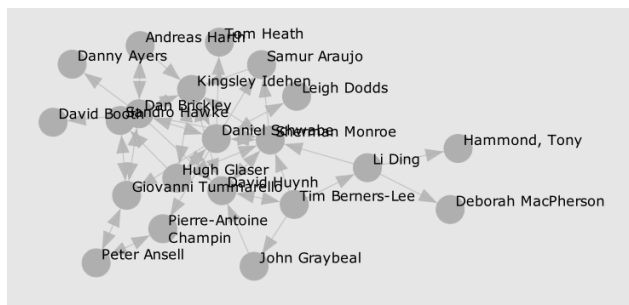 Andreas Harth
Tom Heath
Danny Ayers
Samur Araujo
Kingsley Idehen
Leigh Dodds
Dan Brickley
David Booth
Sandro Hawke
Daniel Schwabe
Sherman Monroe
Hammond, Tony
Li Ding
Hugh Glaser
David Huynh
Giovanni Tummarello
Tim Berners-Lee
Deborah MacPherson
Pierre-Antoine
Champin
Peter Ansell
John Graybeal